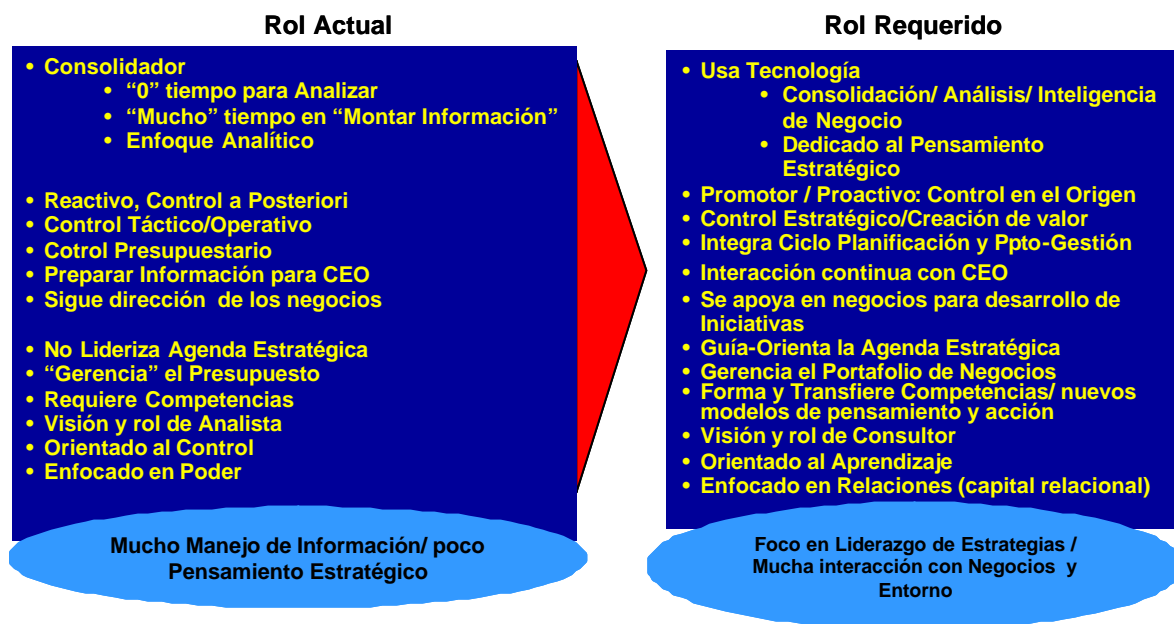 Rol Actual
• Consolidador
• “0” tiempo para Analizar
• “Mucho” tiempo en “Montar Información”
• Enfoque Analítico
• Reactivo, Control a Posteriori
• Control Táctico/Operativo
• Cotrol Presupuestario
• Preparar Información para CEO
• Sigue dirección de los negocios
• No Lideriza Agenda Estratégica
• “Gerencia” el Presupuesto
• Requiere Competencias
• Visión y rol de Analista
• Orientado al Control
• Enfocado en Poder
Mucho Manejo de Información/ poco
Pensamiento Estratégico
Rol Requerido
• Usa Tecnología
• Consolidación/ Análisis/ Inteligencia
de Negocio
• Dedicado al Pensamiento
Estratégico
• Promotor / Proactivo: Control en el Origen
• Control Estratégico/Creación de valor
• Integra Ciclo Planificación y Ppto-Gestión
• Interacción continua con CEO
• Se apoya en negocios para desarrollo de
Iniciativas
• Guía-Orienta la Agenda Estratégica
• Gerencia el Portafolio de Negocios
• Forma y Transfiere Competencias/ nuevos
modelos de pensamiento y acción
• Visión y rol de Consultor
• Orientado al Aprendizaje
• Enfocado en Relaciones (capital relacional)
Foco en Liderazgo de Estrategias /
Mucha interacción con Negocios y
Entorno